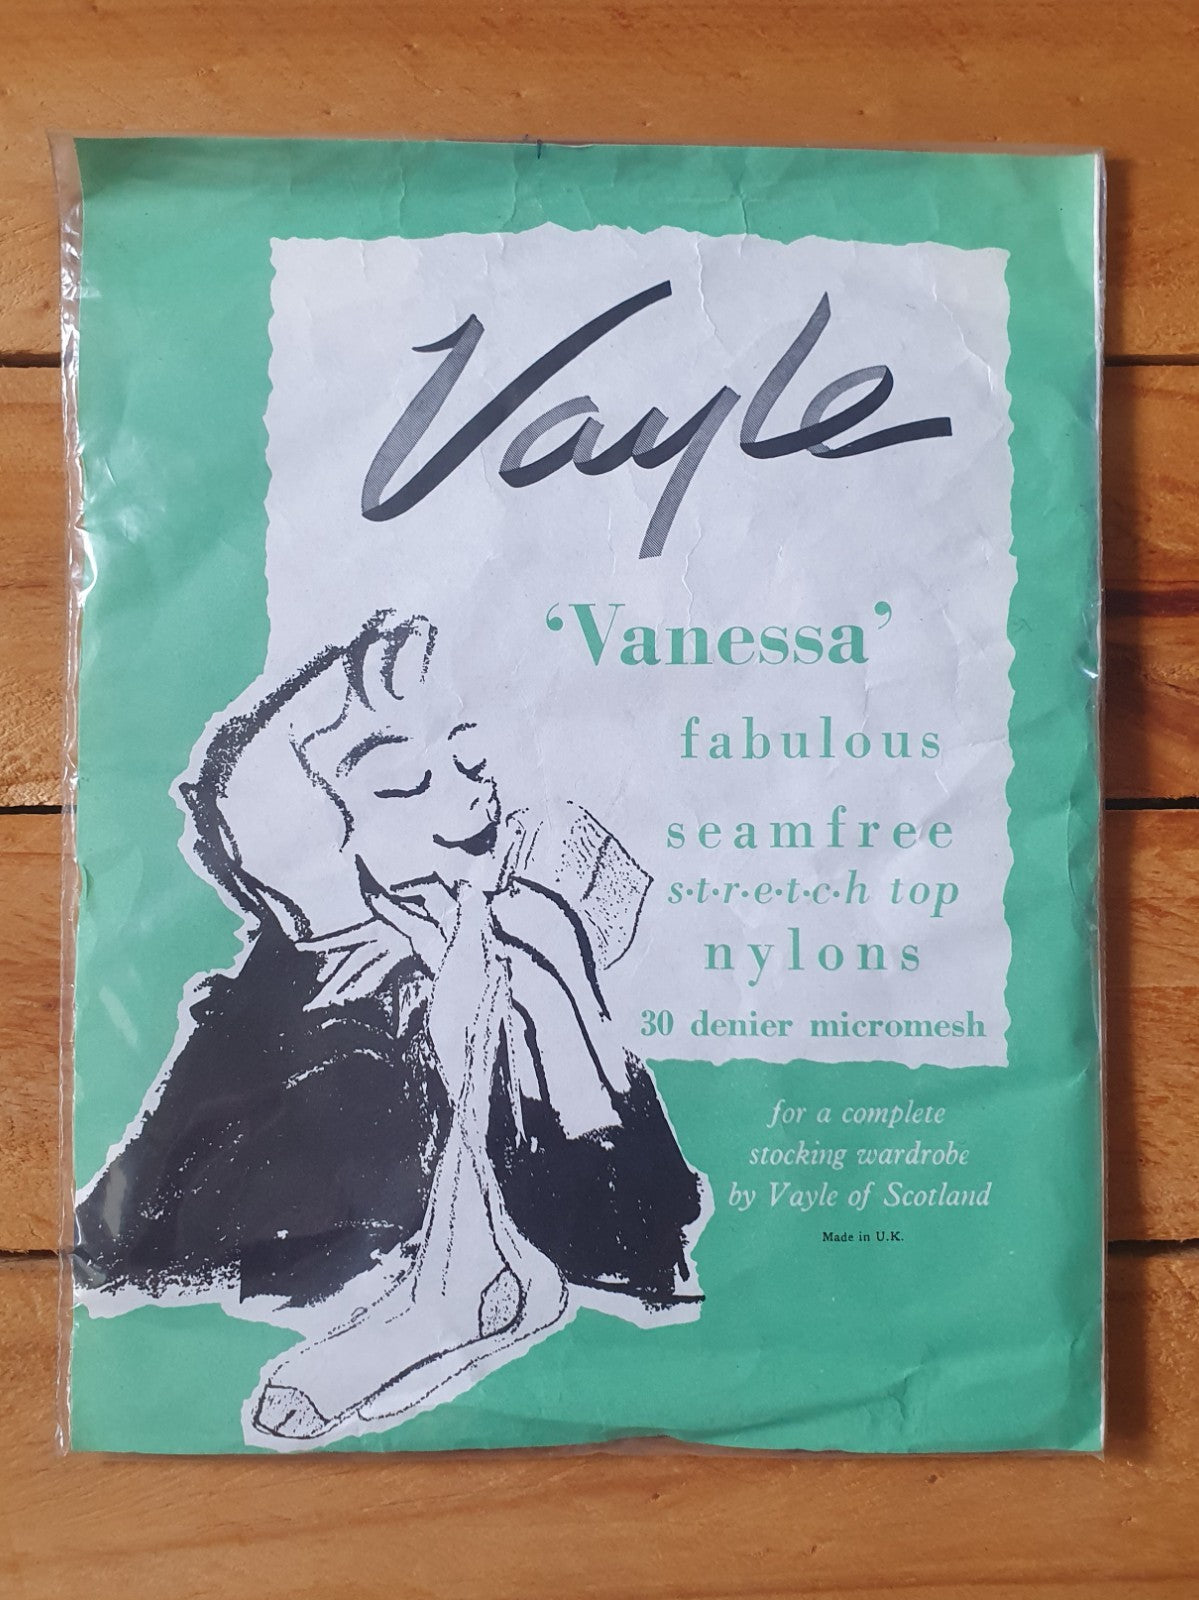 Vayle
‘Vanessa’
fabulous
seamfree
s·t·r·e·t·c·h top
nylons
30 denier micromesh
for a complete
stocking wardrobe
by Vayle of Scotland
Made in U.K.